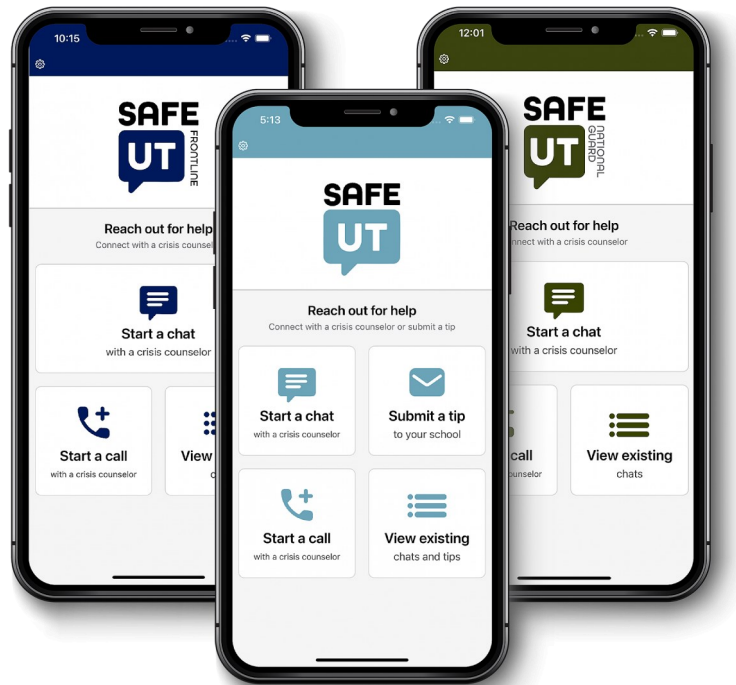 10:15
SAFE
UT
FRONTLINE
Reach out for help
Connect with a crisis
Start a chat
with a crisis counselor
Start a call
with a crisis counselor
View
5:13
SAFE
UT
Reach out for help
Connect with a crisis counselor or submit a tip
Start a chat
with a crisis counselor
Submit a tip
to your school
Start a call
with a crisis counselor
View existing
chats and tips
12:01
SAFE
UT
NATIONAL
GUARD
Reach out for help
with a crisis counselor
Start a chat
with a crisis counselor
call
View existing
chats